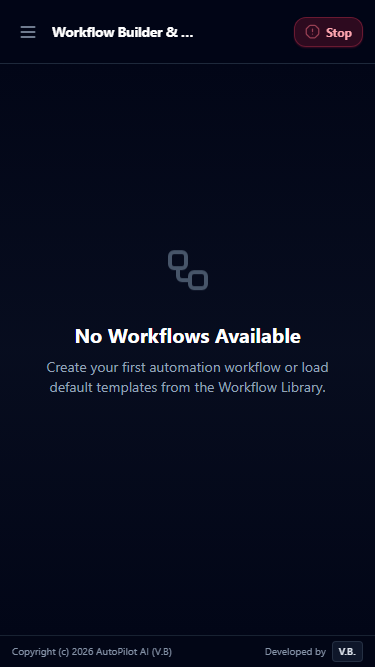 Workflow Builder & ...
Stop
No Workflows Available
Create your first automation workflow or load
default templates from the Workflow Library.
Copyright (c) 2026 AutoPilot AI (V.B)
Developed by
V.B.